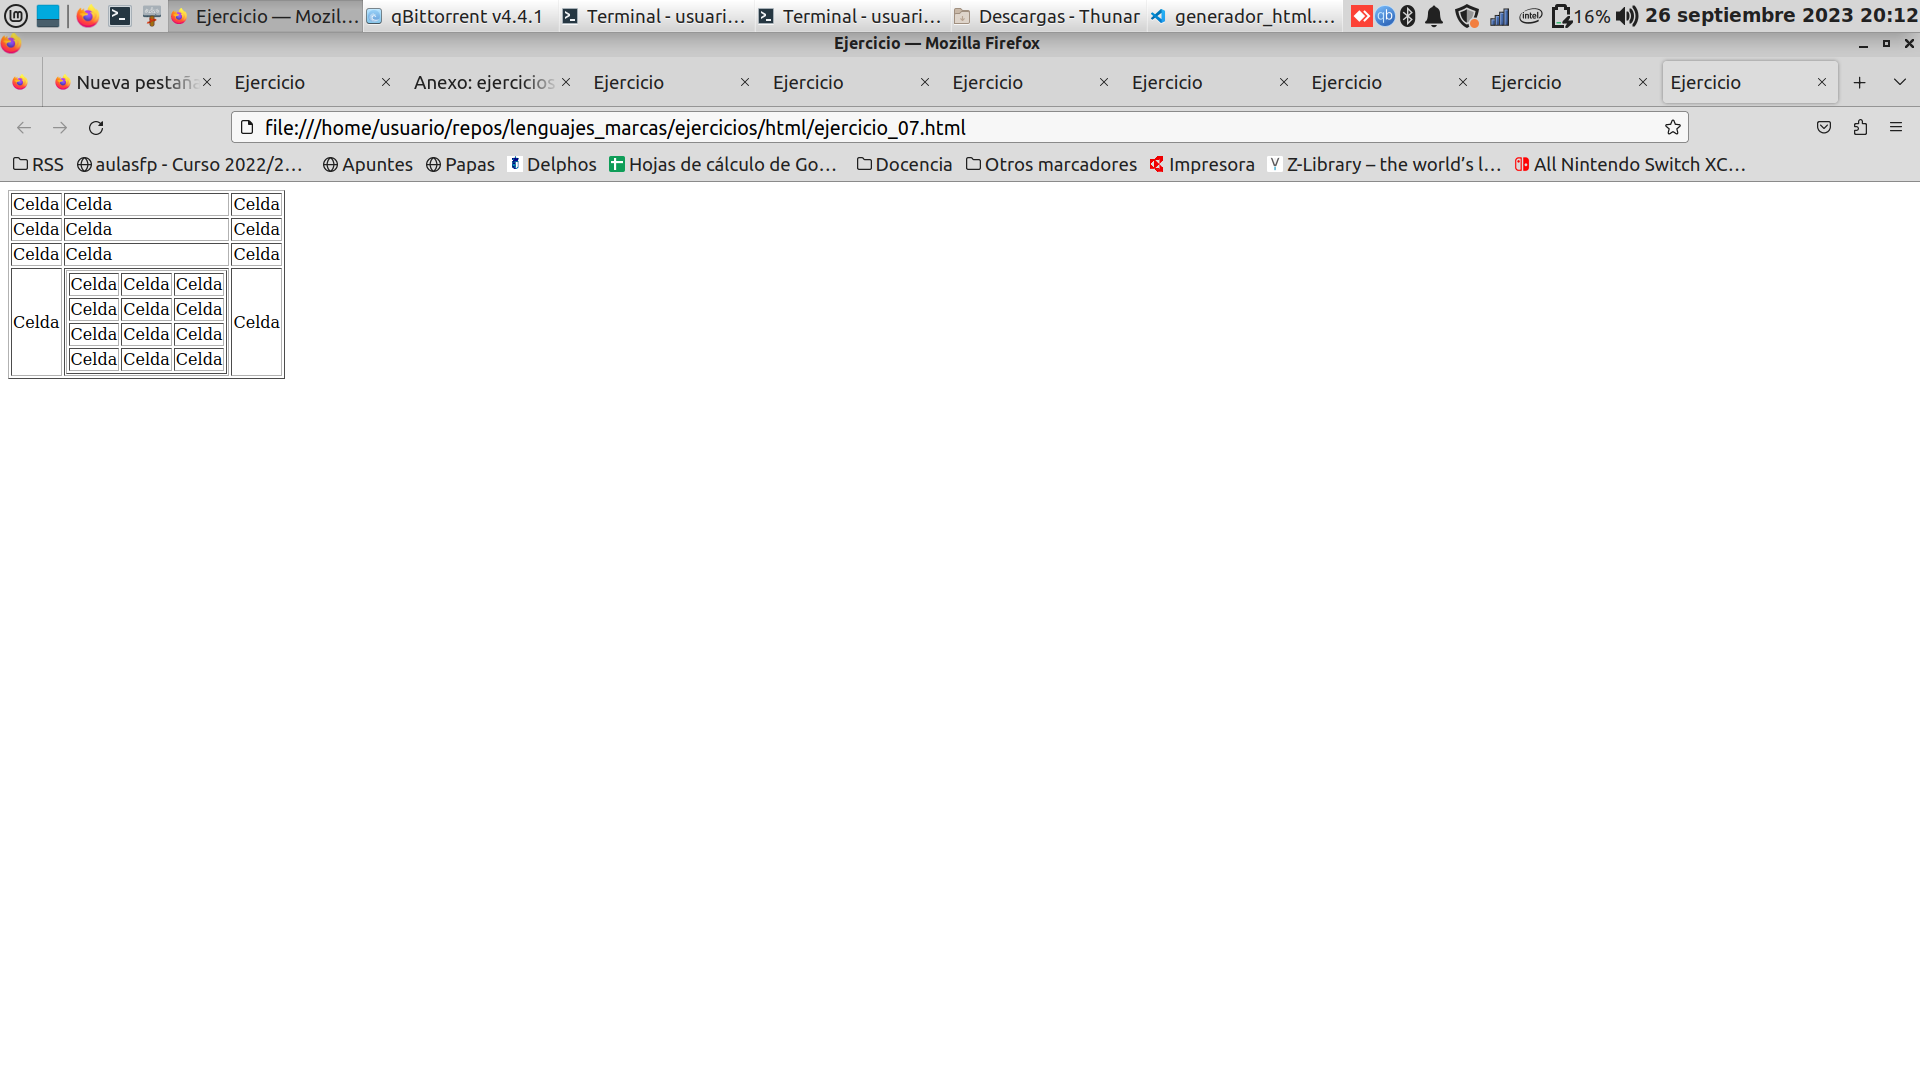 Ejercicio — Mozil... qBittorrent v4.4.1 Terminal - usuari... Terminal - usuari... Descargas - Thunar generador_html.... qb intel 16% 26 septiembre 2023 20:12
Ejercicio — Mozilla Firefox
Nueva pestaña Ejercicio Anexo: ejercicios Ejercicio Ejercicio Ejercicio Ejercicio Ejercicio Ejercicio Ejercicio
file:///home/usuario/repos/lenguajes_marcas/ejercicios/html/ejercicio_07.html
RSS aulasfp - Curso 2022/2... Apuntes Papas Delphos Hojas de cálculo de Go... Docencia Otros marcadores Impresora Z-Library – the world’s l... All Nintendo Switch XC...
Celda Celda Celda
Celda Celda Celda
Celda Celda Celda
Celda Celda Celda
Celda Celda Celda
Celda Celda
Celda Celda Celda
Celda Celda Celda